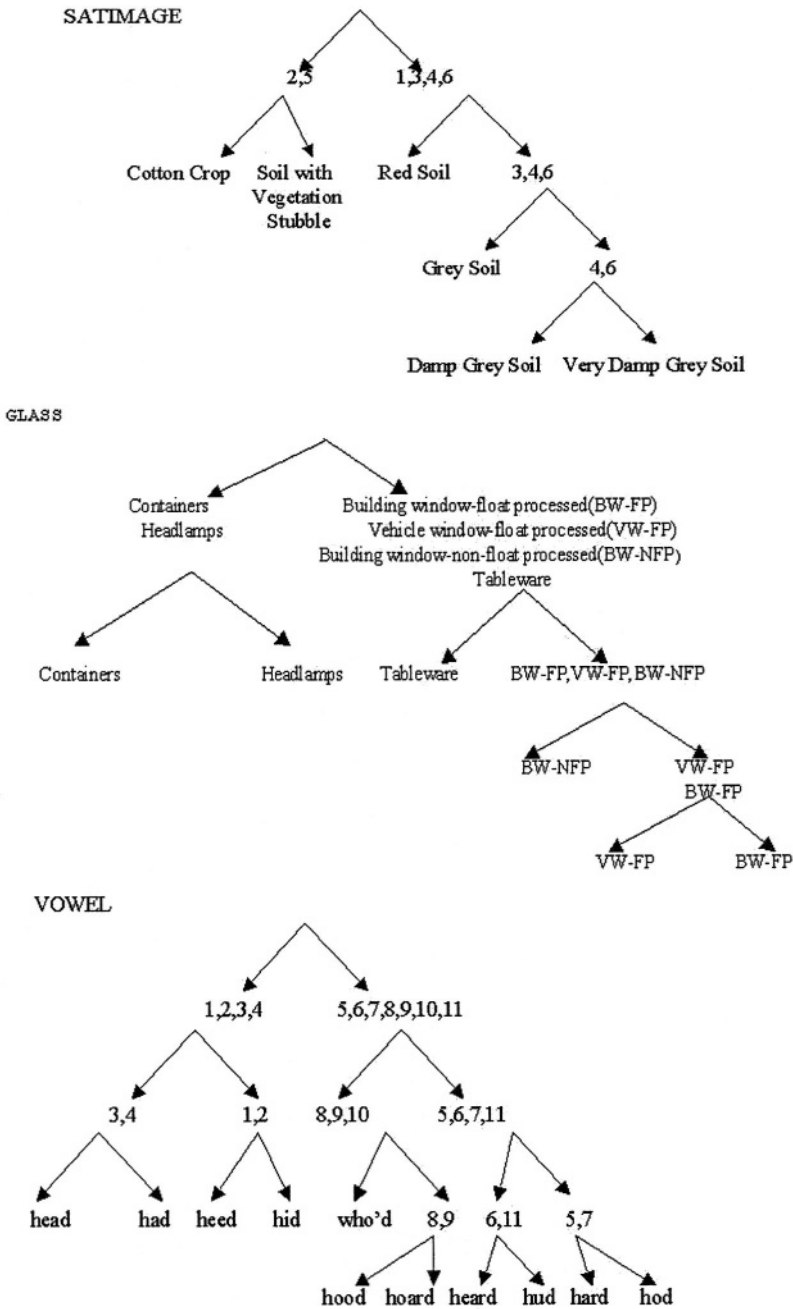 SATIMAGE
2,5 1,3,4,6
Cotton Crop Soil with Vegetation Stubble Red Soil 3,4,6
Grey Soil 4,6
Damp Grey Soil Very Damp Grey Soil
GLASS
Containers Building window-float processed(BW-FP)
Headlamps Vehicle window-float processed(VW-FP)
Building window-non-float processed(BW-NFP)
Tableware
Containers Headlamps Tableware BW-FP,VW-FP,BW-NFP
BW-NFP VW-FP
BW-FP
VW-FP BW-FP
VOWEL
1,2,3,4 5,6,7,8,9,10,11
3,4 1,2 8,9,10 5,6,7,11
head had heed hid who'd 8,9 6,11 5,7
hood hoard heard hud hard hod